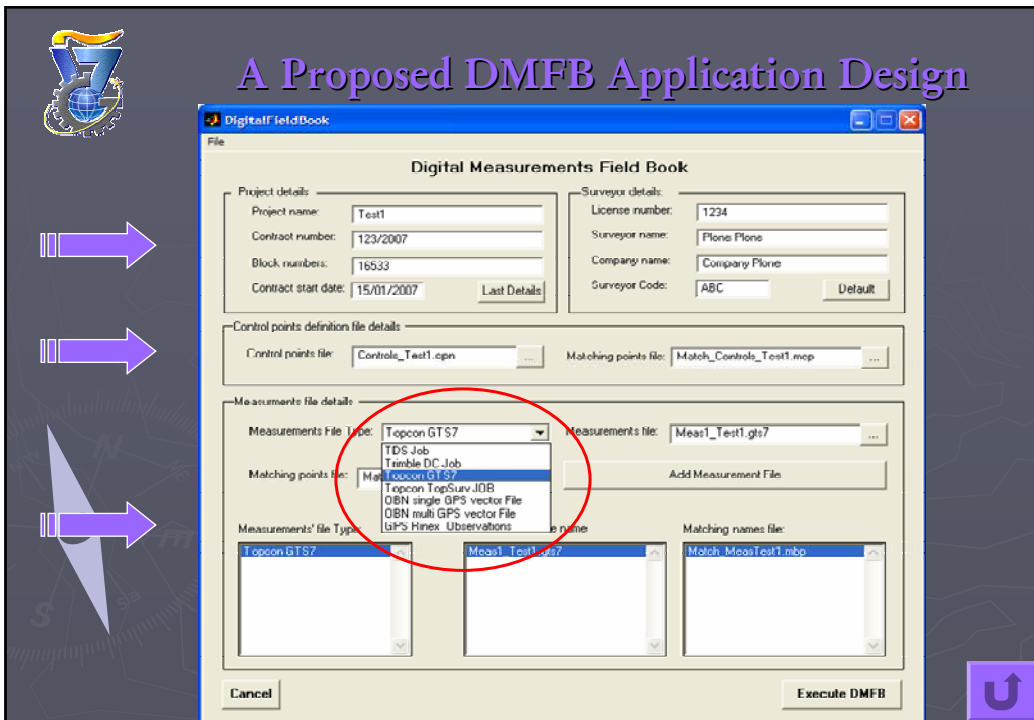 A Proposed DMFB Application Design
DigitalFieldBook
File
Digital Measurements Field Book
Project details
Project name: Test1
Contract number: 123/2007
Block numbers: 16533
Contract start date: 15/01/2007 Last Details
Surveyor details:
License number: 1234
Surveyor name: Plone Plone
Company name: Company Plone
Surveyor Code: ABC Default
Control points definition file details
Control points file: Controls_Test1.cpn ... Matching points file: Match_Controls_Test1.mcp ...
Measurments file details
Measurements File Type: Topcon GTS7 Measurements file: Meas1_Test1.gts7 ...
TDS Job
Trimble DC Job
Topcon GTS7
Topcon TopSurv JOB
OIBN single GPS vector File
OIBN multi GPS vector File
GPS Rinex Observations
Matching points file: Mat Add Measurement File
Measurements' file Type: e name Matching names file:
Topcon GTS7 Meas1_Test1.gts7 Match_MeasTest1.mbp
Cancel Execute DMFB